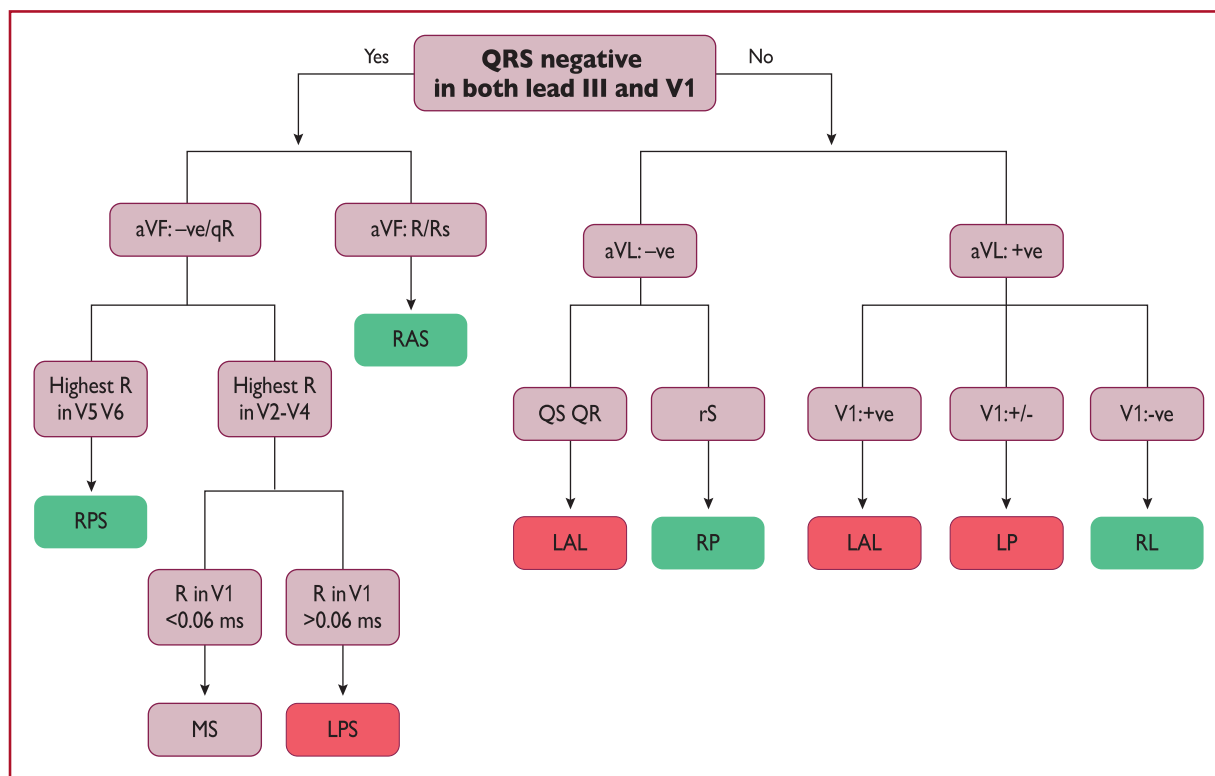 Yes
QRS negative
in both lead III and V1
No
aVF: –ve/qR
aVF: R/Rs
aVL: –ve
aVL: +ve
RAS
Highest R
in V5 V6
Highest R
in V2-V4
QS QR
rS
V1:+ve
V1:+/-
V1:-ve
RPS
LAL
RP
LAL
LP
RL
R in V1
<0.06 ms
R in V1
>0.06 ms
MS
LPS